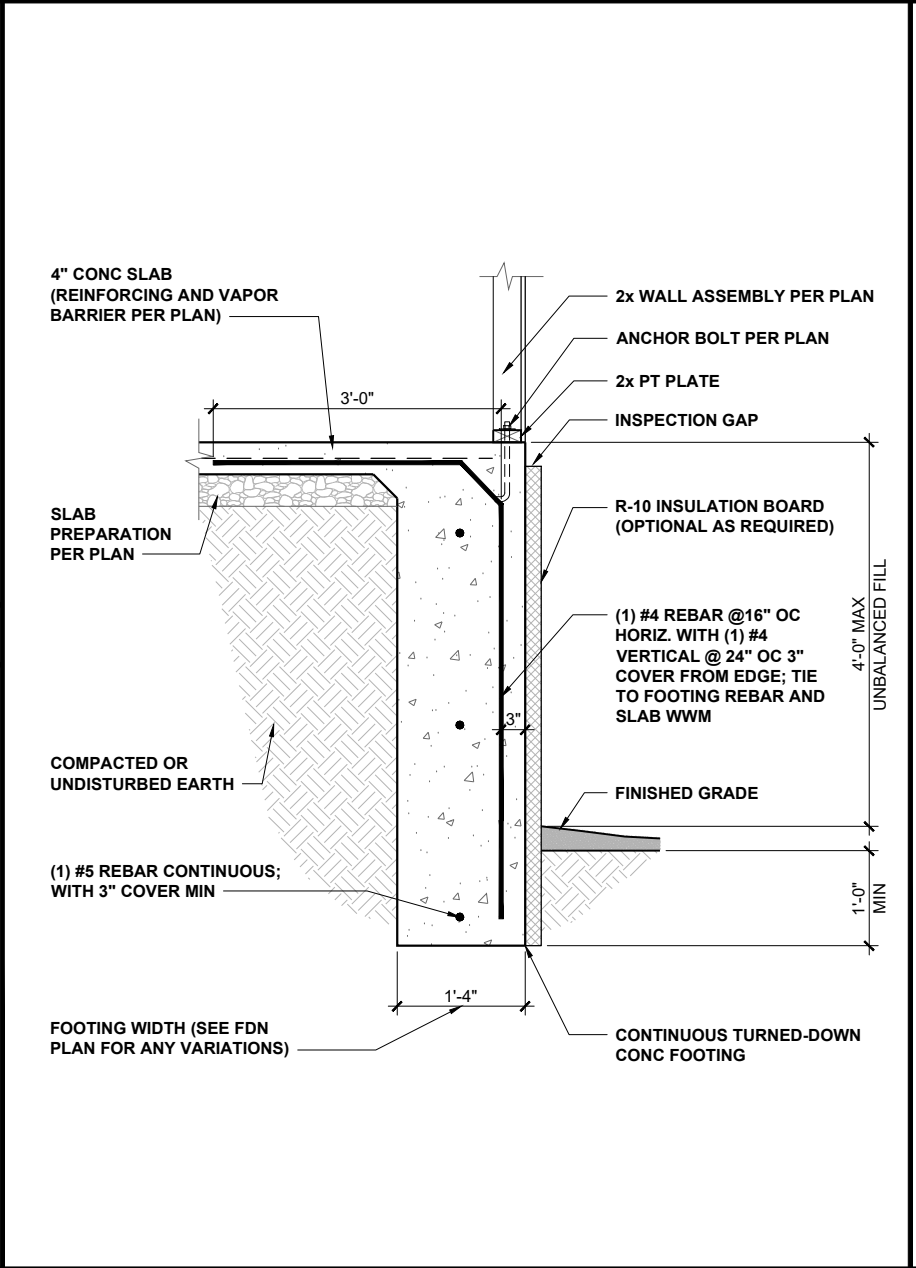 4" CONC SLAB
(REINFORCING AND VAPOR
BARRIER PER PLAN)
3'-0"
2x WALL ASSEMBLY PER PLAN
ANCHOR BOLT PER PLAN
2x PT PLATE
INSPECTION GAP
SLAB
PREPARATION
PER PLAN
R-10 INSULATION BOARD
(OPTIONAL AS REQUIRED)
4'-0" MAX
UNBALANCED FILL
(1) #4 REBAR @16" OC
HORIZ. WITH (1) #4
VERTICAL @ 24" OC 3"
COVER FROM EDGE; TIE
TO FOOTING REBAR AND
SLAB WWM
3"
COMPACTED OR
UNDISTURBED EARTH
FINISHED GRADE
(1) #5 REBAR CONTINUOUS;
WITH 3" COVER MIN
1'-0"
MIN
1'-4"
FOOTING WIDTH (SEE FDN
PLAN FOR ANY VARIATIONS)
CONTINUOUS TURNED-DOWN
CONC FOOTING